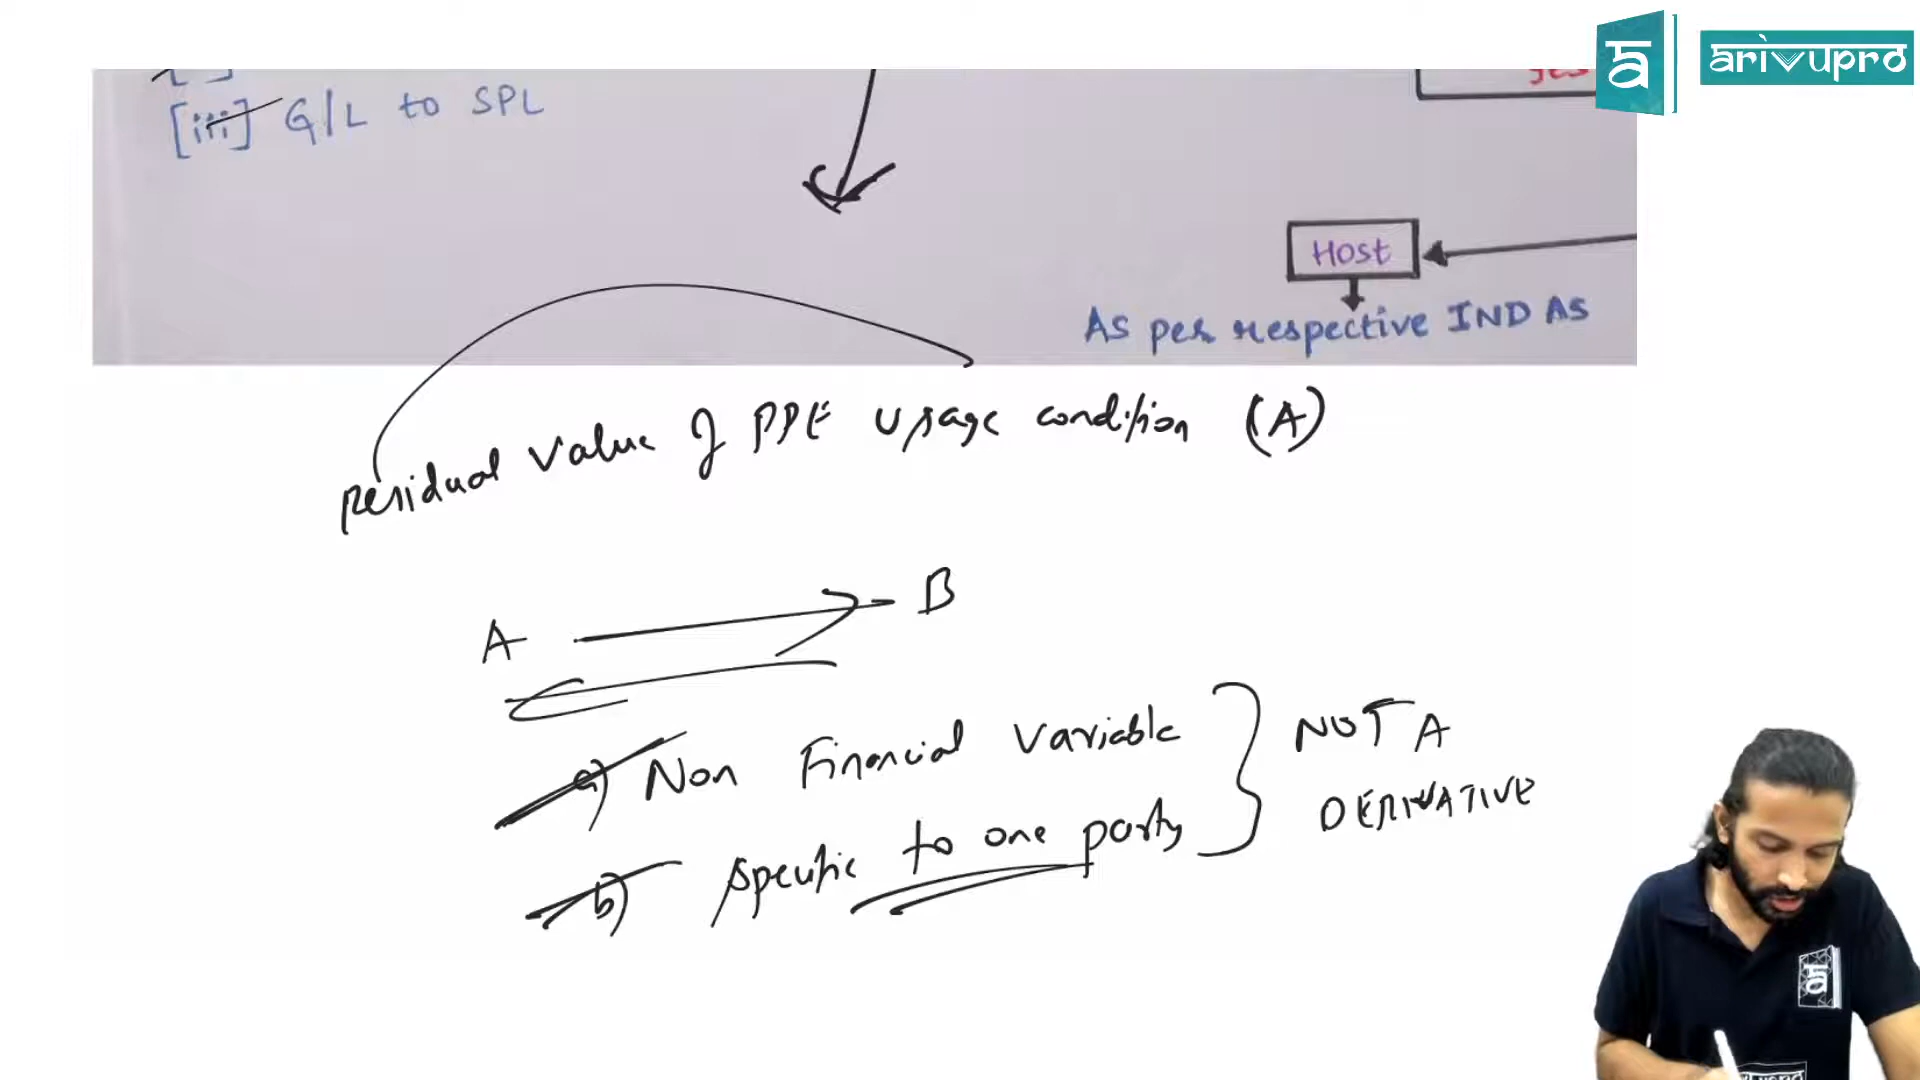 arivupro
yes
[iii] G/L to SPL
Host
As per respective IND AS
Residual value of PPE usage condition (A)
A B
a) Non Financial Variable
b) specific to one party
NOT A
DERIVATIVE